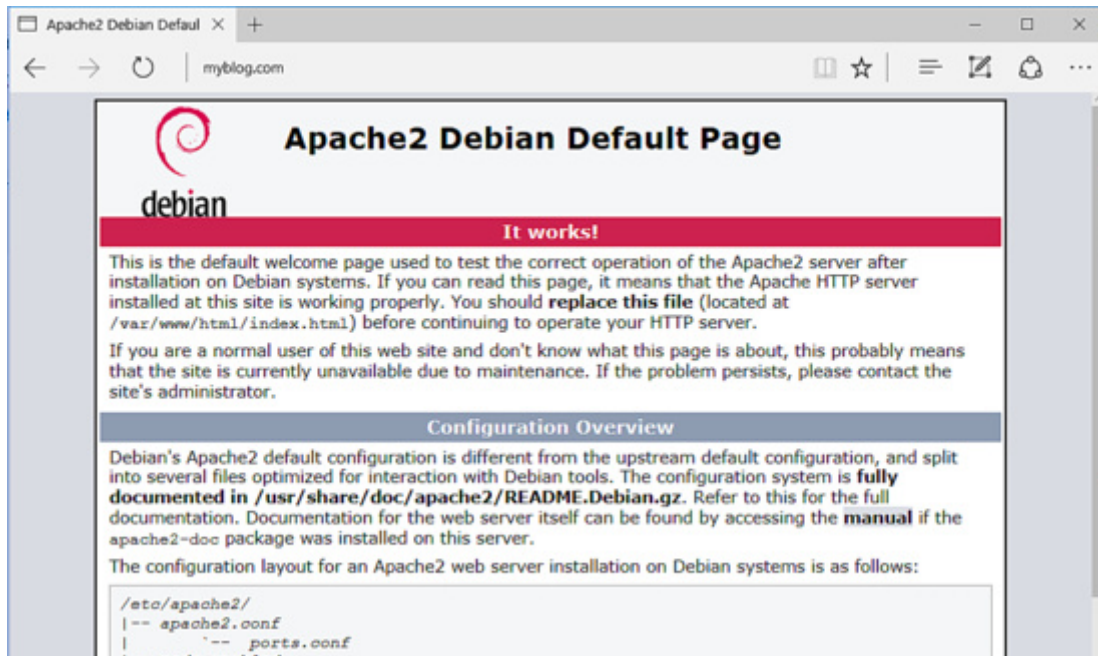 Apache2 Debian Defaul
myblog.com
debian
Apache2 Debian Default Page
It works!
This is the default welcome page used to test the correct operation of the Apache2 server after
installation on Debian systems. If you can read this page, it means that the Apache HTTP server
installed at this site is working properly. You should replace this file (located at
/var/www/html/index.html) before continuing to operate your HTTP server.
If you are a normal user of this web site and don't know what this page is about, this probably means
that the site is currently unavailable due to maintenance. If the problem persists, please contact the
site's administrator.
Configuration Overview
Debian's Apache2 default configuration is different from the upstream default configuration, and split
into several files optimized for interaction with Debian tools. The configuration system is fully
documented in /usr/share/doc/apache2/README.Debian.gz. Refer to this for the full
documentation. Documentation for the web server itself can be found by accessing the manual if the
apache2-doc package was installed on this server.
The configuration layout for an Apache2 web server installation on Debian systems is as follows:
/etc/apache2/
|-- apache2.conf
|       `--  ports.conf